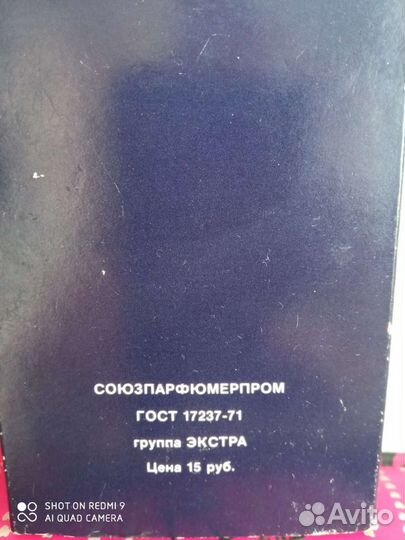 СОЮЗПАРФЮМЕРПРОМ
ГОСТ 17237-71
группа ЭКСТРА
Цена 15 руб.
SHOT ON REDMI 9
AI QUAD CAMERA
Avito